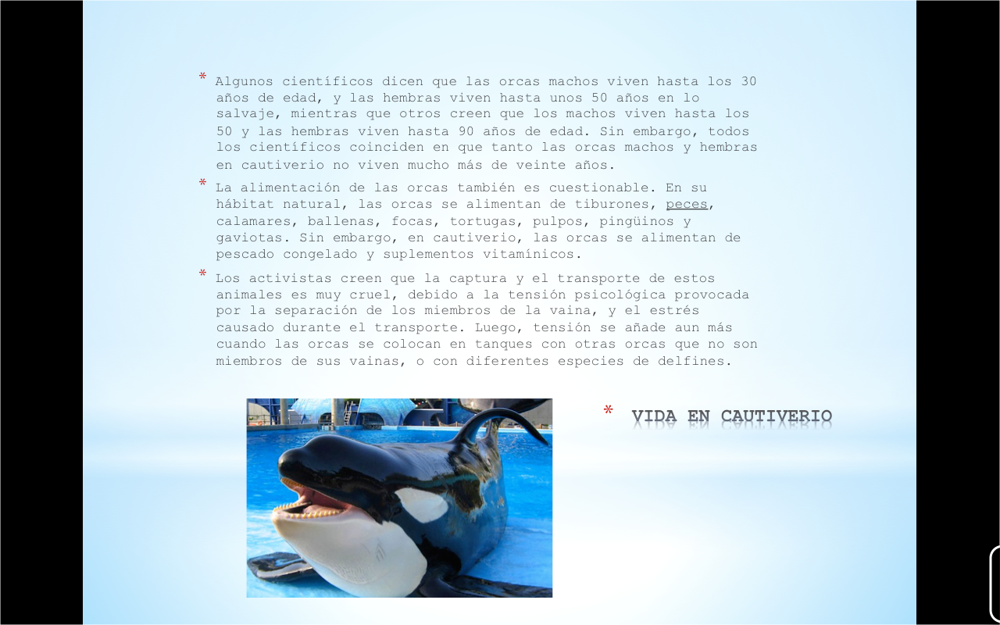 * Algunos científicos dicen que las orcas machos viven hasta los 30
años de edad, y las hembras viven hasta unos 50 años en lo
salvaje, mientras que otros creen que los machos viven hasta los
50 y las hembras viven hasta 90 años de edad. Sin embargo, todos
los científicos coinciden en que tanto las orcas machos y hembras
en cautiverio no viven mucho más de veinte años.
* La alimentación de las orcas también es cuestionable. En su
hábitat natural, las orcas se alimentan de tiburones, peces,
calamares, ballenas, focas, tortugas, pulpos, pingüinos y
gaviotas. Sin embargo, en cautiverio, las orcas se alimentan de
pescado congelado y suplementos vitamínicos.
* Los activistas creen que la captura y el transporte de estos
animales es muy cruel, debido a la tensión psicológica provocada
por la separación de los miembros de la vaina, y el estrés
causado durante el transporte. Luego, tensión se añade aun más
cuando las orcas se colocan en tanques con otras orcas que no son
miembros de sus vainas, o con diferentes especies de delfines.
* VIDA EN CAUTIVERIO